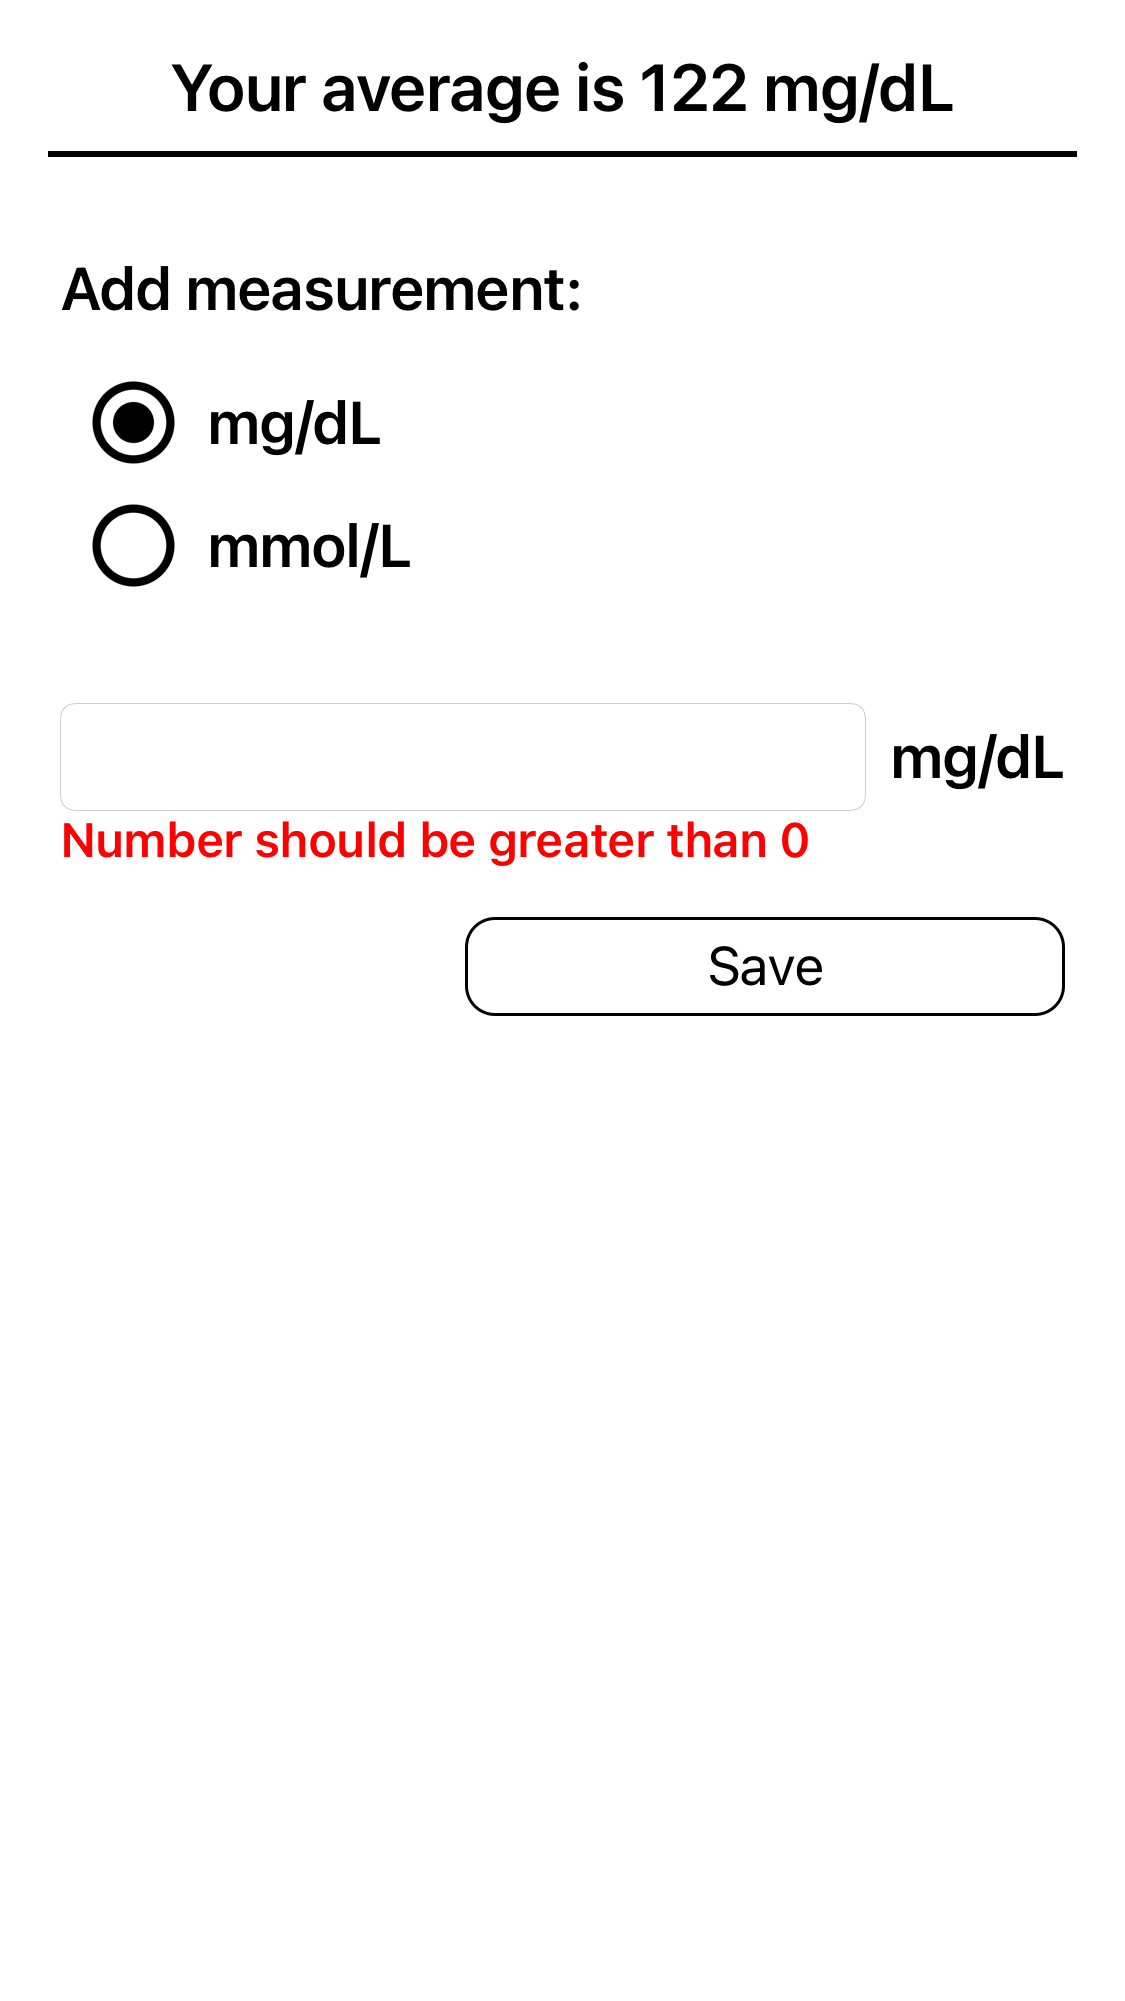 Your average is 122 mg/dL
Add measurement:
mg/dL
mmol/L
mg/dL
Number should be greater than 0
Save